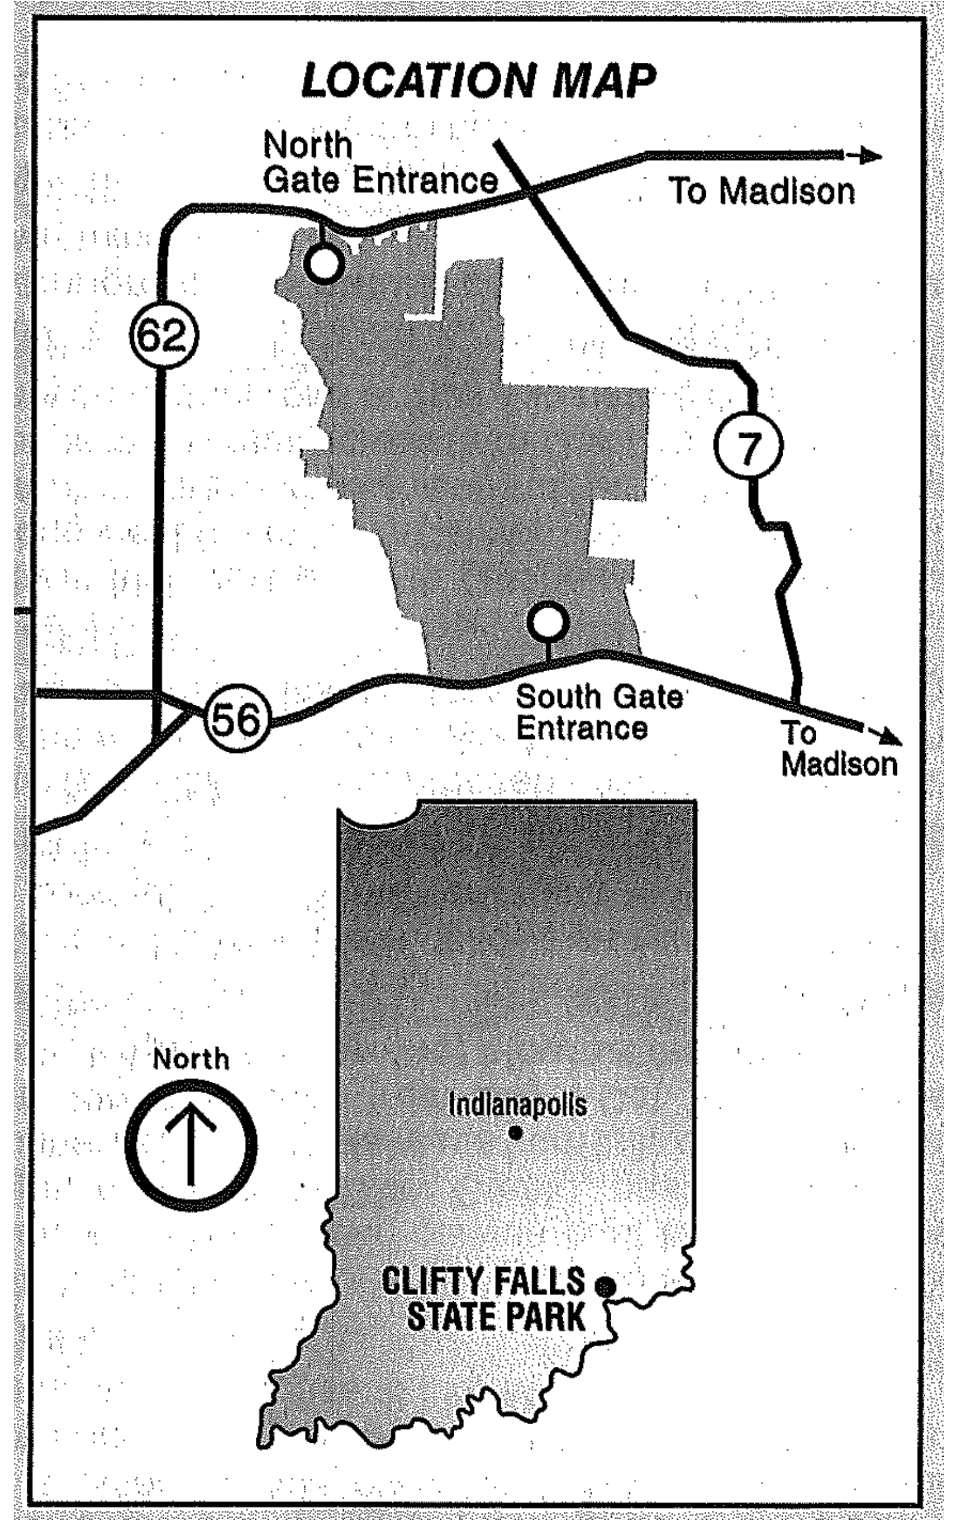 LOCATION MAP
North
Gate Entrance
To Madison
62
7
56
South Gate
Entrance
To
Madison
North
Indianapolis
CLIFTY FALLS
STATE PARK